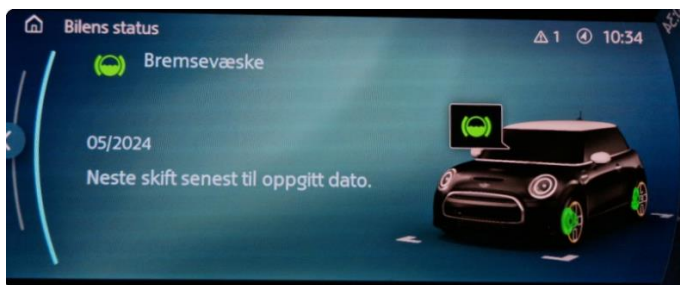 Bilens status
1 10:34
Bremsevæske
05/2024
Neste skift senest til oppgitt dato.